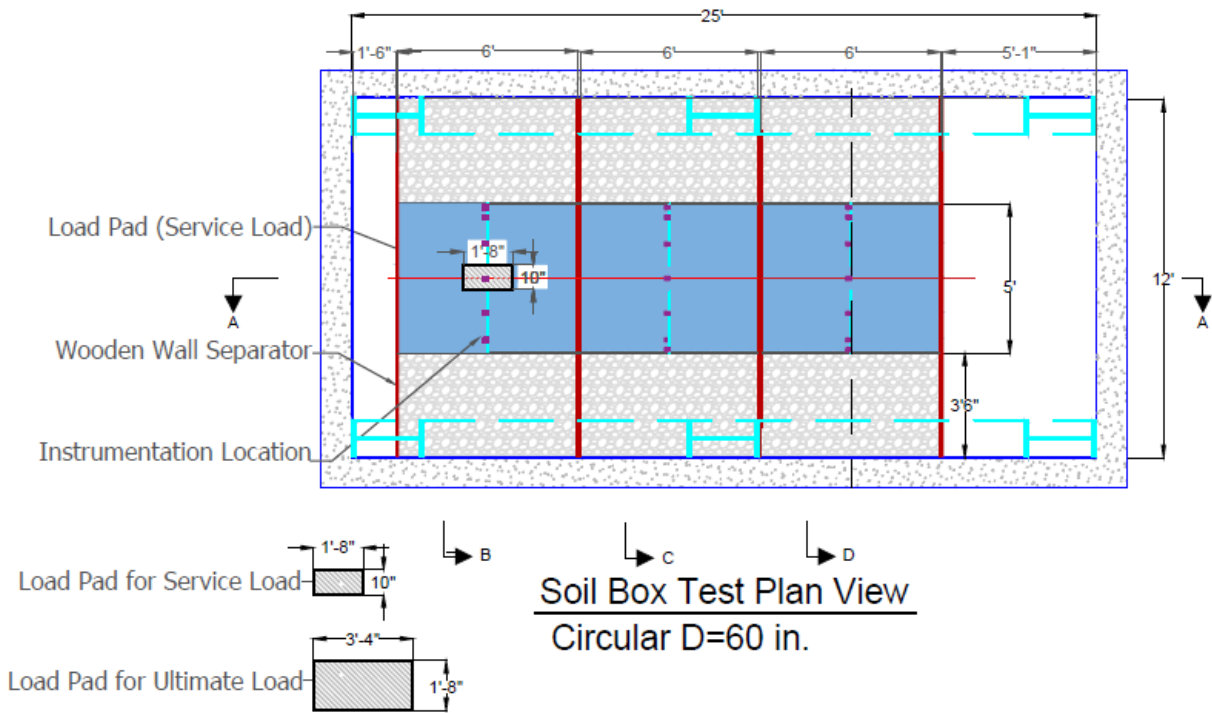 25'
1'-6"
6'
6'
6'
5'-1"
Load Pad (Service Load)
1'-8"
10"
5'
12'
A
A
Wooden Wall Separator
3'6"
Instrumentation Location
B
C
D
1'-8"
Load Pad for Service Load
10"
Soil Box Test Plan View
Circular D=60 in.
3'-4"
Load Pad for Ultimate Load
1'-8"